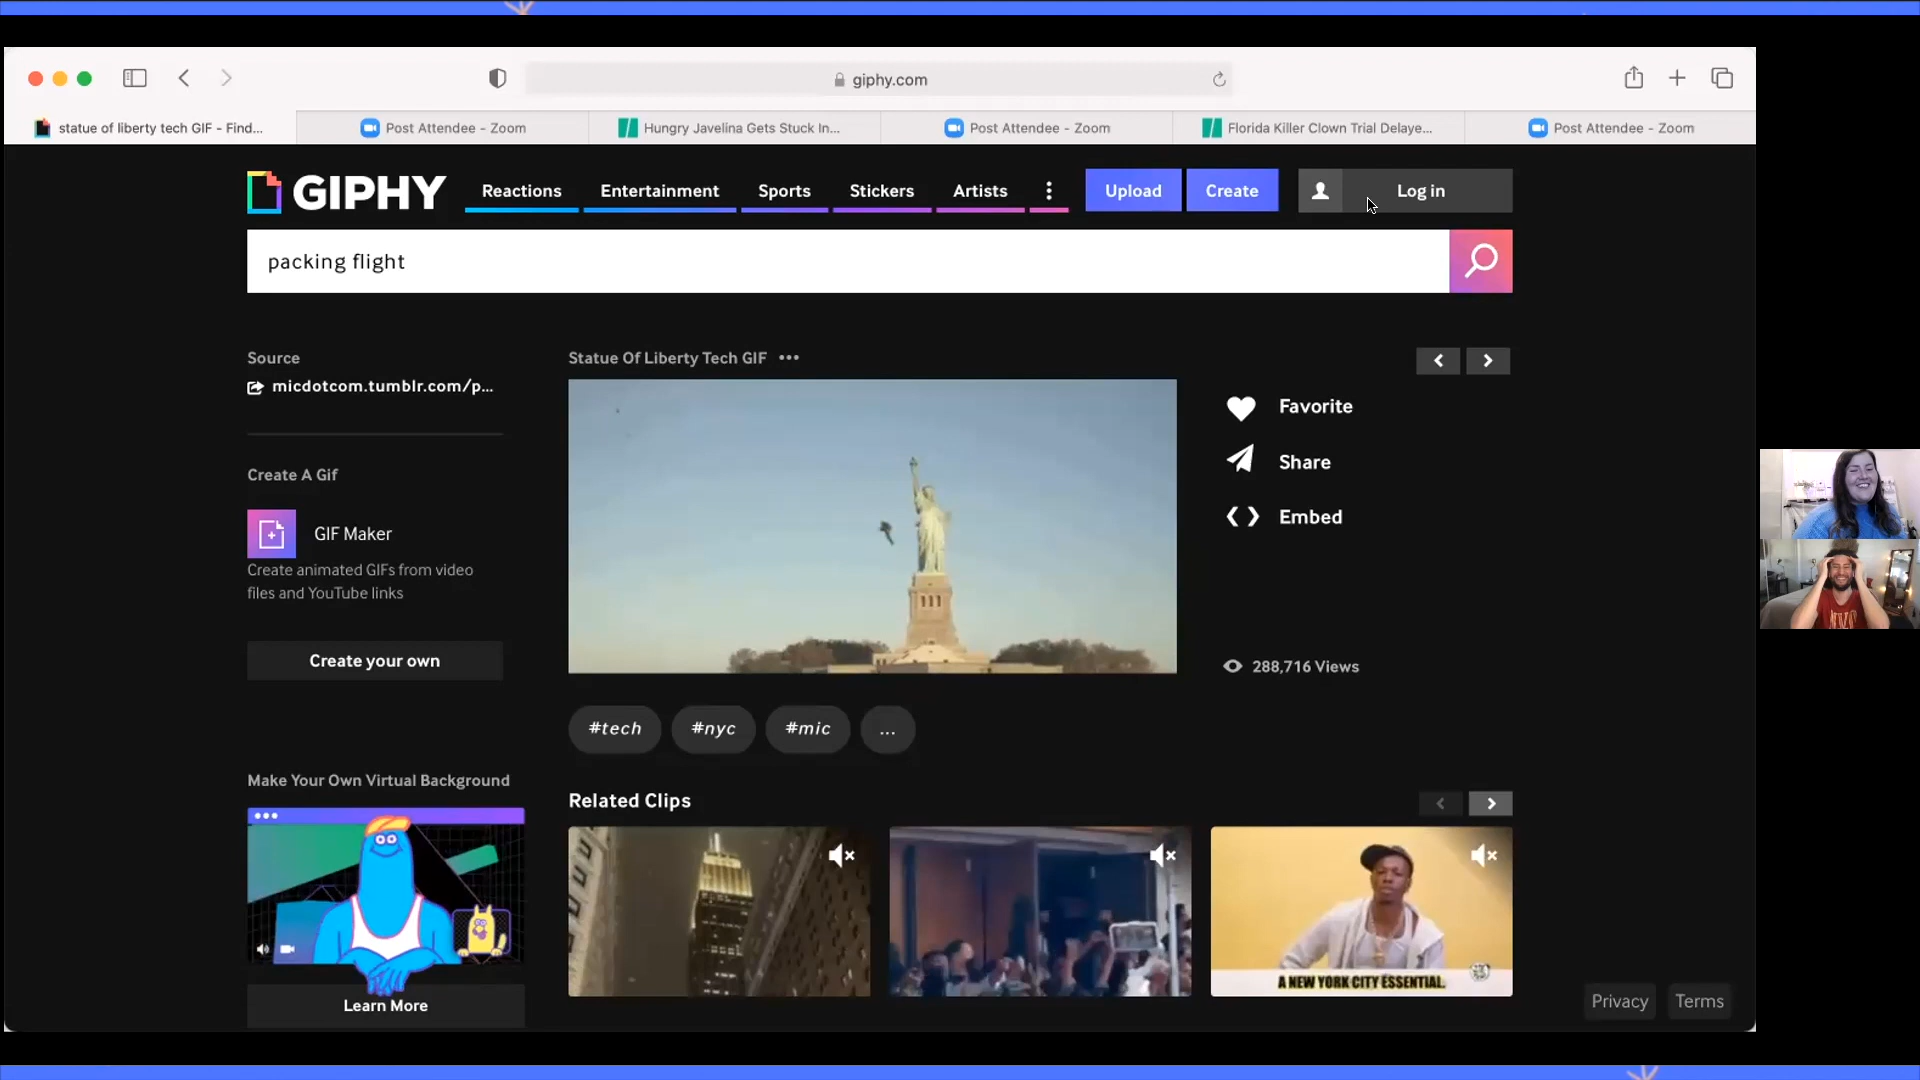 giphy.com
statue of liberty tech GIF - Find...
Post Attendee - Zoom
Hungry Javelina Gets Stuck In...
Post Attendee - Zoom
Florida Killer Clown Trial Delaye...
Post Attendee - Zoom
GIPHY
Reactions
Entertainment
Sports
Stickers
Artists
Upload
Create
Log in
packing flight
Source
micdotcom.tumblr.com/p...
Create A Gif
GIF Maker
Create animated GIFs from video
files and YouTube links
Create your own
Make Your Own Virtual Background
Learn More
Statue Of Liberty Tech GIF
Favorite
Share
Embed
288,716 Views
#tech
#nyc
#mic
...
Related Clips
A NEW YORK CITY ESSENTIAL.
Privacy
Terms